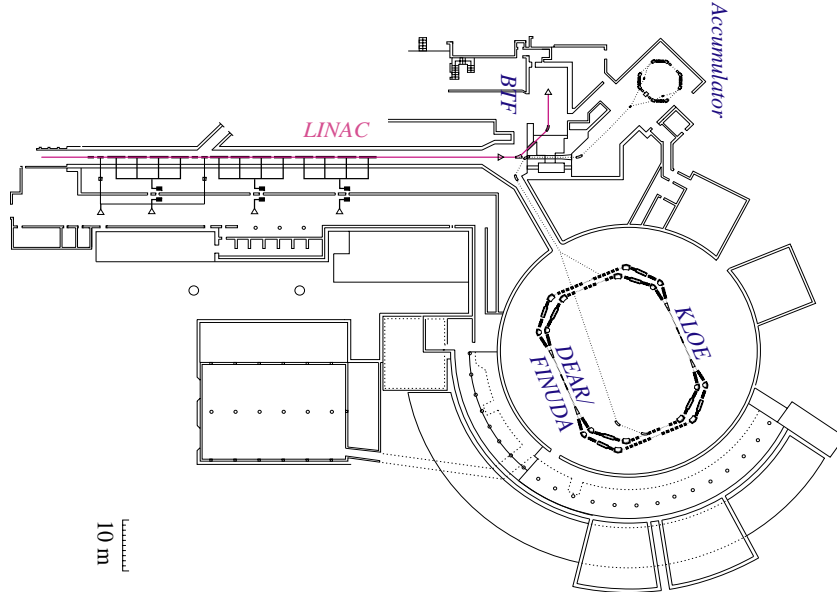 Accumulator
BTF
LINAC
KLOE
DEAR/
FINUDA
10 m